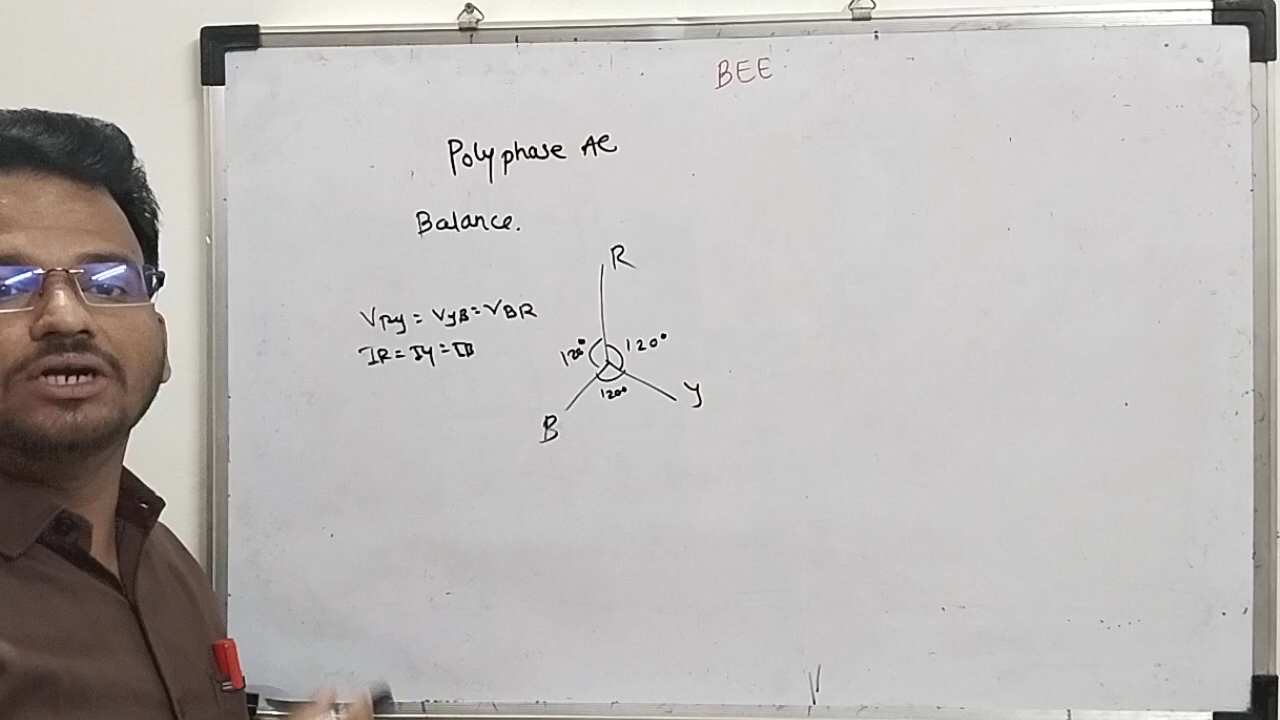 BEE
Polyphase AC
Balance.
R
VRy = VyB = VBR
120°
120°
IR = Iy = IB
120°
y
B